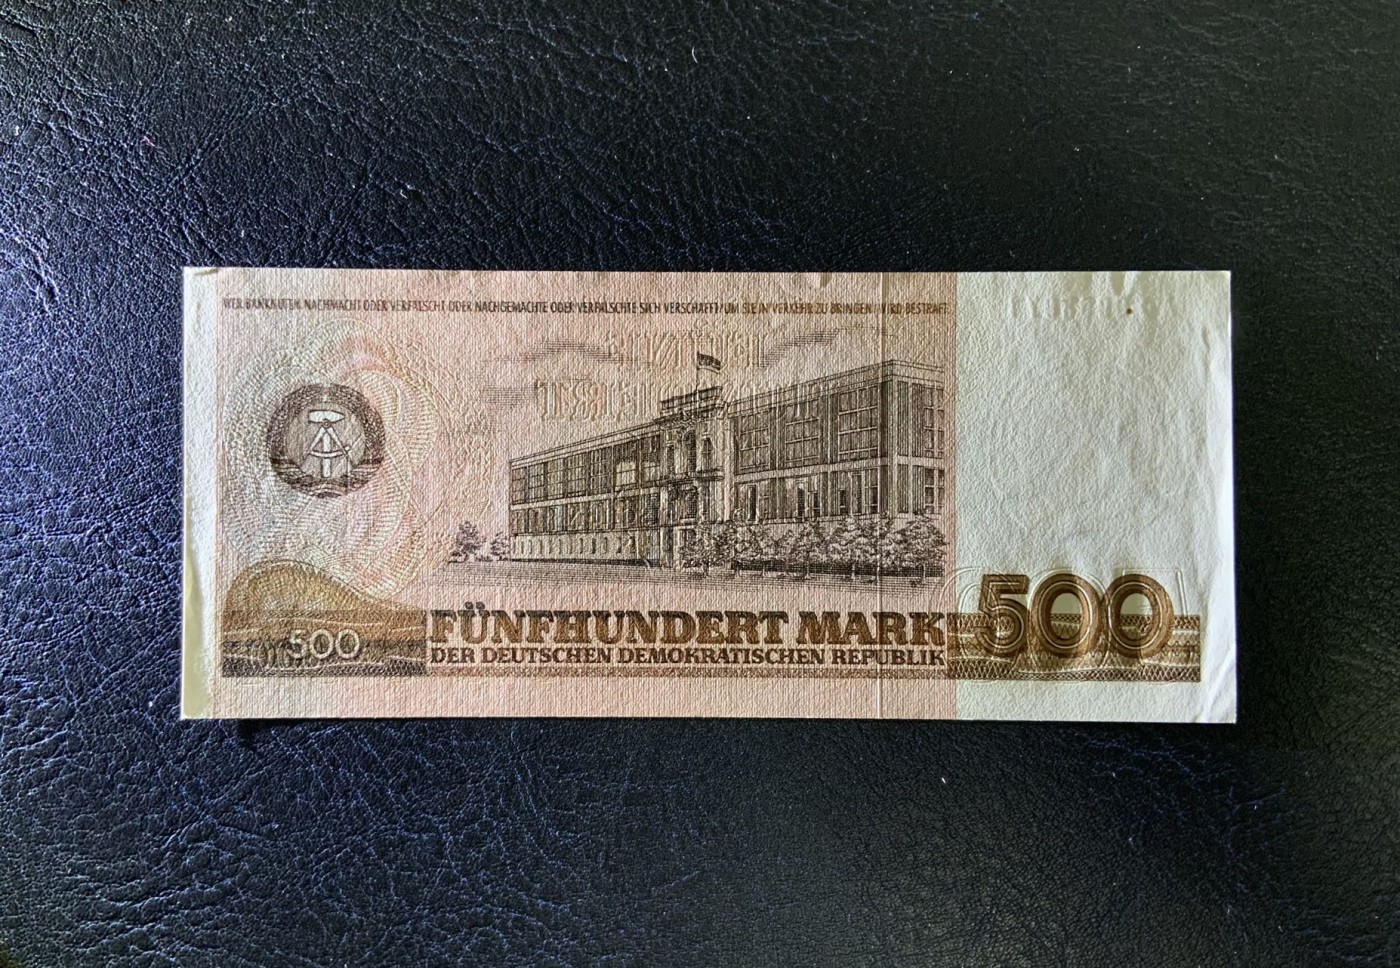 WER BANKNOTEN NACHMACHT ODER VERFÄLSCHT ODER NACHGEMACHTE ODER VERFÄLSCHTE SICH VERSCHAFFT UM SIE IN VERKEHR ZU BRINGEN WIRD BESTRAFT
500
FÜNFHUNDERT MARK
DER DEUTSCHEN DEMOKRATISCHEN REPUBLIK
500